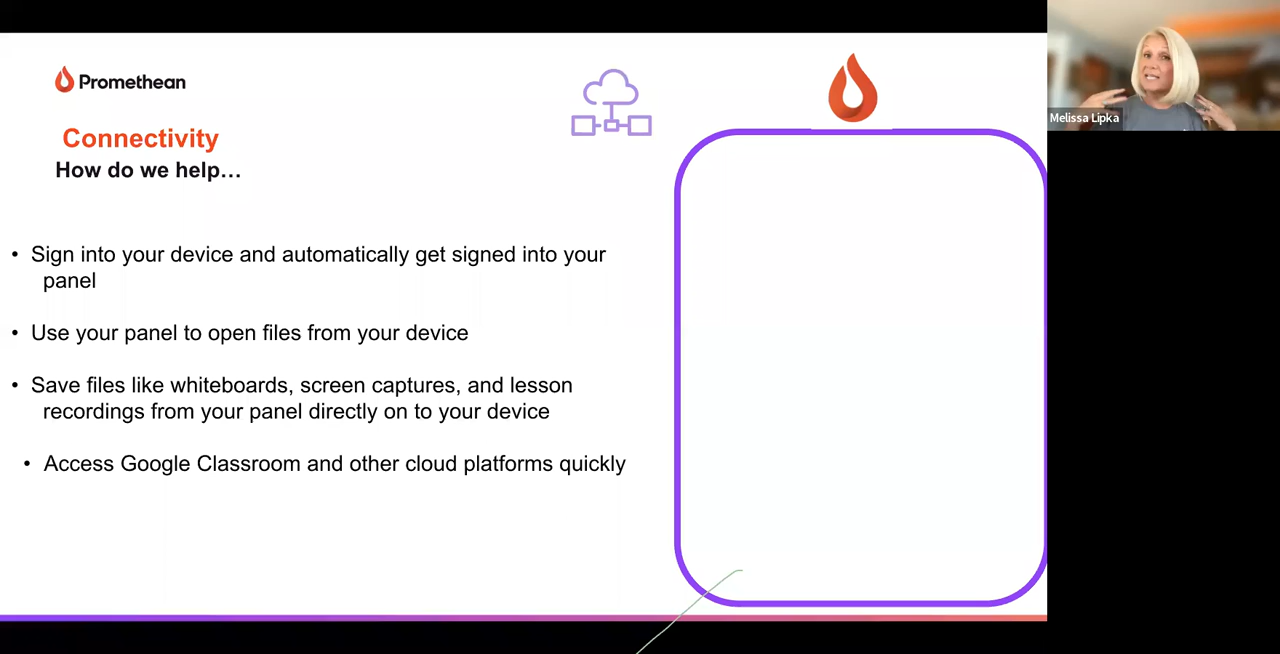 Promethean
Connectivity
How do we help…
• Sign into your device and automatically get signed into your
panel
• Use your panel to open files from your device
• Save files like whiteboards, screen captures, and lesson
recordings from your panel directly on to your device
• Access Google Classroom and other cloud platforms quickly
Melissa Lipka